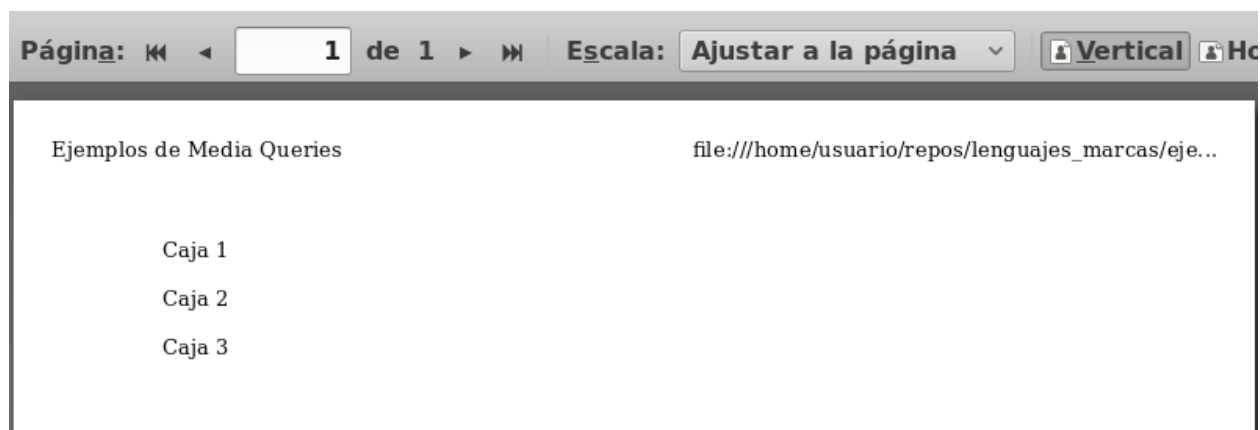 Página: 1 de 1 Escala: Ajustar a la página Vertical Ho
Ejemplos de Media Queries file:///home/usuario/repos/lenguajes_marcas/eje...
Caja 1
Caja 2
Caja 3